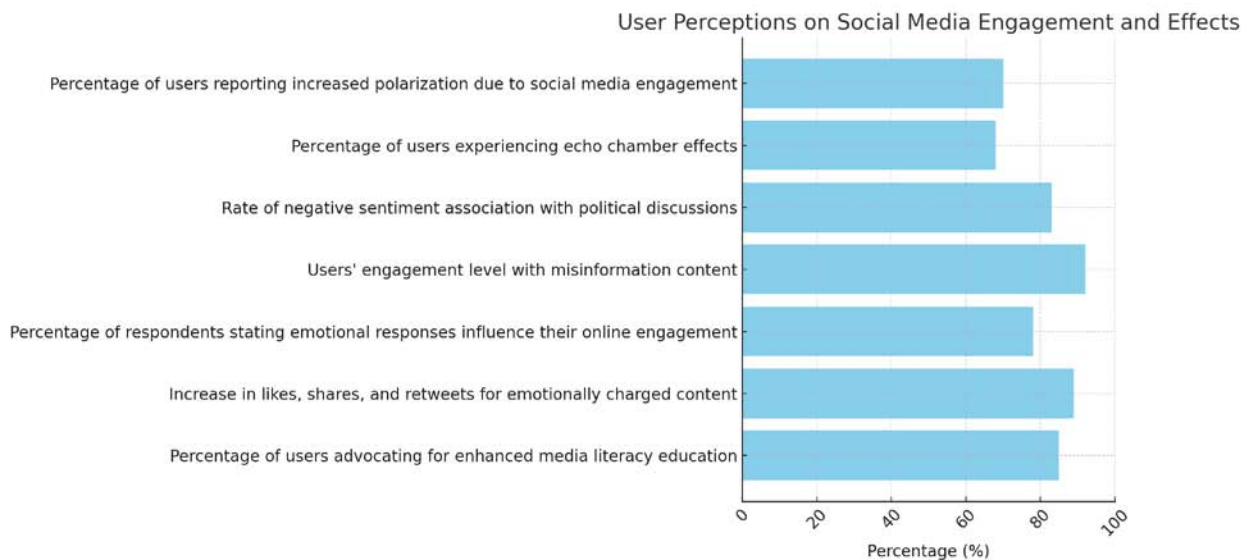 User Perceptions on Social Media Engagement and Effects
Percentage of users reporting increased polarization due to social media engagement
Percentage of users experiencing echo chamber effects
Rate of negative sentiment association with political discussions
Users' engagement level with misinformation content
Percentage of respondents stating emotional responses influence their online engagement
Increase in likes, shares, and retweets for emotionally charged content
Percentage of users advocating for enhanced media literacy education
0 20 40 60 80 100
Percentage (%)